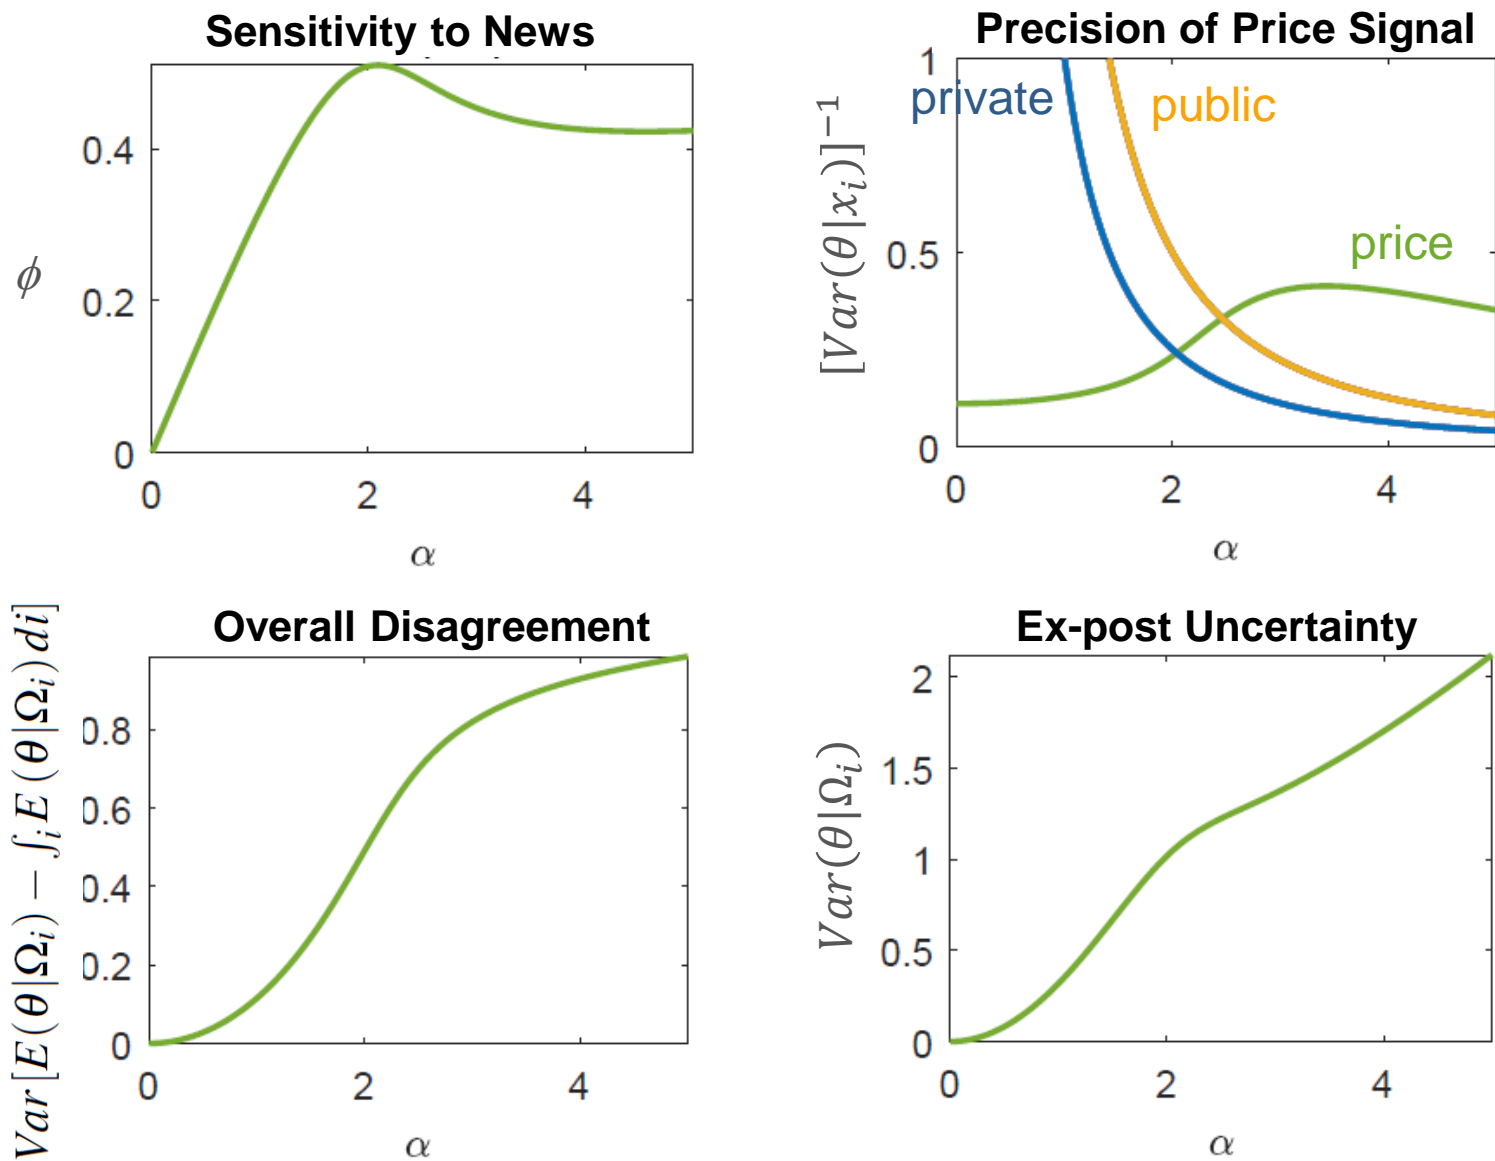 Sensitivity to News
ϕ
0.4
0.2
0
0 2 4
α
Precision of Price Signal
[Var(θ|x_i)]^{-1}
1
0.5
0
private
public
price
0 2 4
α
Overall Disagreement
Var[E(θ|Ω_i) − ∫_i E(θ|Ω_i) di]
0.8
0.6
0.4
0.2
0
0 2 4
α
Ex-post Uncertainty
Var(θ|Ω_i)
2
1.5
1
0.5
0
0 2 4
α